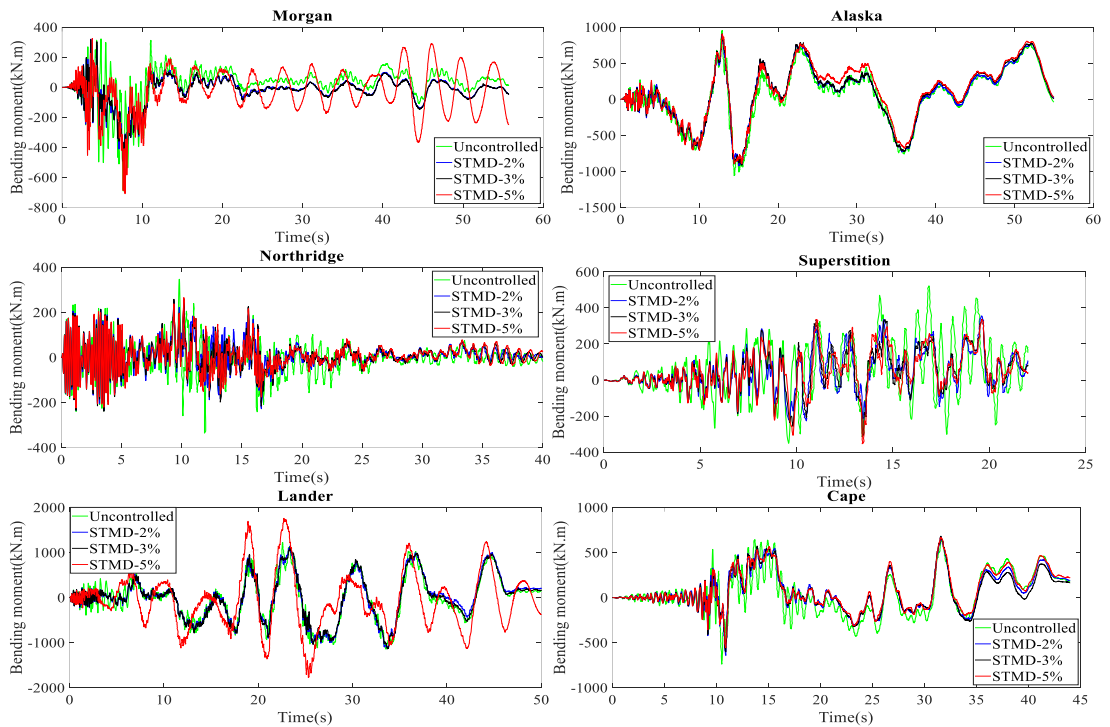 Morgan
Bending moment(kN.m)
400
200
0
-200
-400
-600
-800
0 10 20 30 40 50 60
Time(s)
Uncontrolled
STMD-2%
STMD-3%
STMD-5%
Alaska
Bending moment(kN.m)
1000
500
0
-500
-1000
-1500
0 10 20 30 40 50 60
Time(s)
Uncontrolled
STMD-2%
STMD-3%
STMD-5%
Northridge
Bending moment(kN.m)
400
200
0
-200
-400
0 5 10 15 20 25 30 35 40
Time(s)
Uncontrolled
STMD-2%
STMD-3%
STMD-5%
Superstition
Bending moment(kN.m)
600
400
200
0
-200
-400
0 5 10 15 20 25
Time(s)
Uncontrolled
STMD-2%
STMD-3%
STMD-5%
Lander
Bending moment(kN.m)
2000
1000
0
-1000
-2000
0 10 20 30 40 50
Time(s)
Uncontrolled
STMD-2%
STMD-3%
STMD-5%
Cape
Bending moment(kN.m)
1000
500
0
-500
-1000
0 5 10 15 20 25 30 35 40 45
Time(s)
Uncontrolled
STMD-2%
STMD-3%
STMD-5%